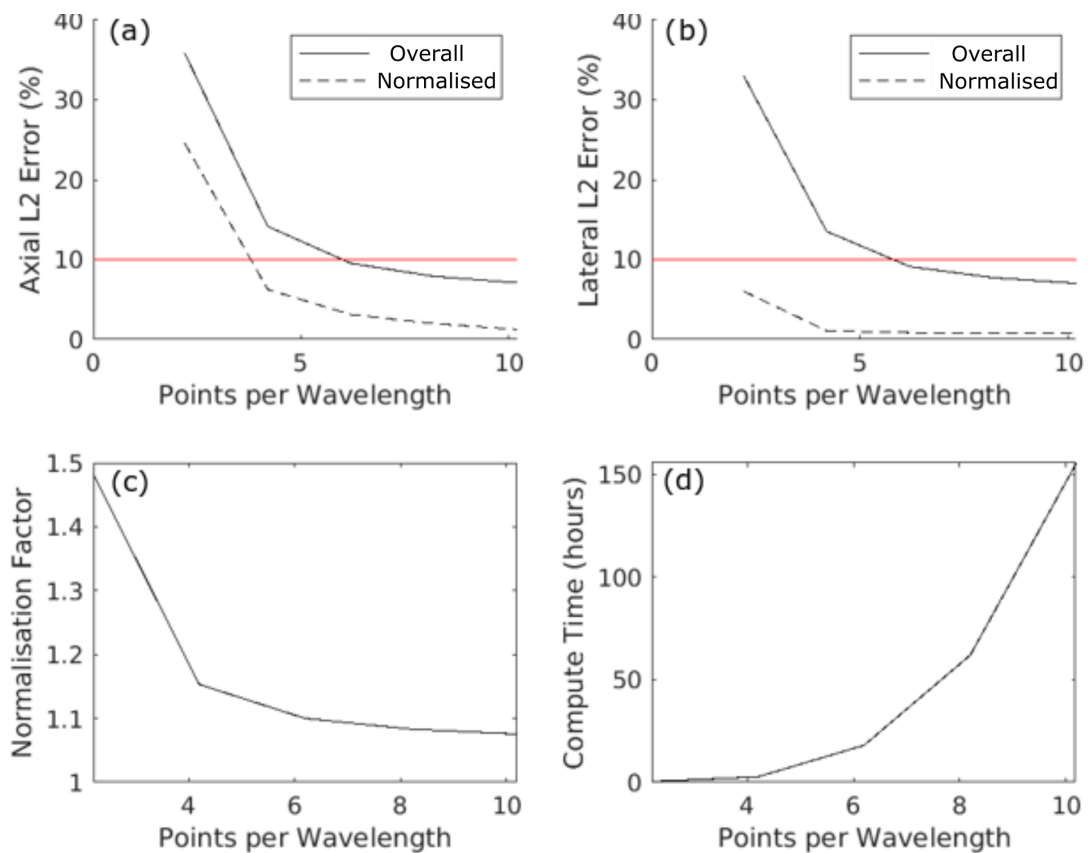 (a)
Overall
Normalised
Axial L2 Error (%)
40
30
20
10
0
0 5 10
Points per Wavelength
(b)
Overall
Normalised
Lateral L2 Error (%)
40
30
20
10
0
0 5 10
Points per Wavelength
(c)
Normalisation Factor
1.5
1.4
1.3
1.2
1.1
1
4 6 8 10
Points per Wavelength
(d)
Compute Time (hours)
150
100
50
0
4 6 8 10
Points per Wavelength